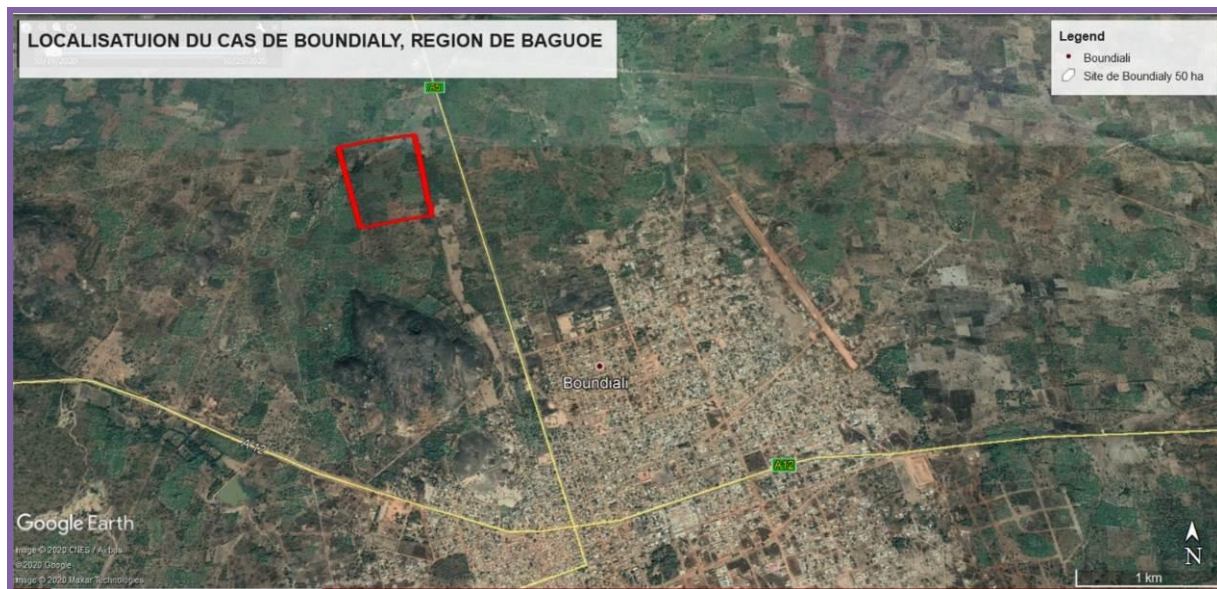 LOCALISATUION DU CAS DE BOUNDIALY, REGION DE BAGUOE
Legend
Boundiali
Site de Boundialy 50 ha
A5
Boundiali
A12
A12
Google Earth
Image © 2020 CNES / Airbus
© 2020 Google
Image © 2020 Maxar Technologies
N
1 km